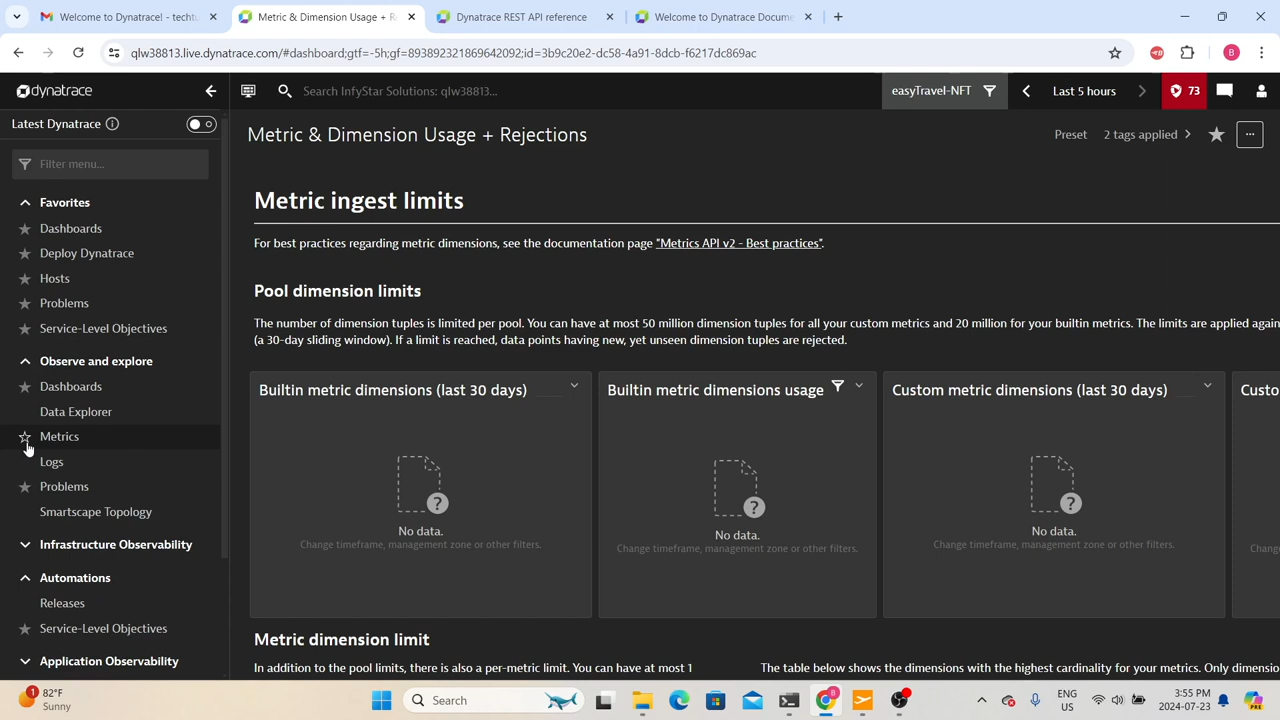 Welcome to Dynatrace! - techtu
Metric & Dimension Usage + R
Dynatrace REST API reference
Welcome to Dynatrace Docume
qlw38813.live.dynatrace.com/#dashboard;gtf=-5h;gf=893892321869642092;id=3b9c20e2-dc58-4a91-8dcb-f6217dc869ac
B
dynatrace
Search InfyStar Solutions: qlw38813...
easyTravel-NFT
Last 5 hours
73
Latest Dynatrace
Metric & Dimension Usage + Rejections
Preset
2 tags applied
Filter menu...
Favorites
Dashboards
Deploy Dynatrace
Hosts
Problems
Service-Level Objectives
Observe and explore
Dashboards
Data Explorer
Metrics
Logs
Problems
Smartscape Topology
Infrastructure Observability
Automations
Releases
Service-Level Objectives
Application Observability
Metric ingest limits
For best practices regarding metric dimensions, see the documentation page "Metrics API v2 - Best practices".
Pool dimension limits
The number of dimension tuples is limited per pool. You can have at most 50 million dimension tuples for all your custom metrics and 20 million for your builtin metrics. The limits are applied again
(a 30-day sliding window). If a limit is reached, data points having new, yet unseen dimension tuples are rejected.
Builtin metric dimensions (last 30 days)
No data.
Change timeframe, management zone or other filters.
Builtin metric dimensions usage
No data.
Change timeframe, management zone or other filters.
Custom metric dimensions (last 30 days)
No data.
Change timeframe, management zone or other filters.
Custo
Chang
Metric dimension limit
In addition to the pool limits, there is also a per-metric limit. You can have at most 1
The table below shows the dimensions with the highest cardinality for your metrics. Only dimensio
1
82°F
Sunny
Search
B
ENG
US
3:55 PM
2024-07-23
PRE